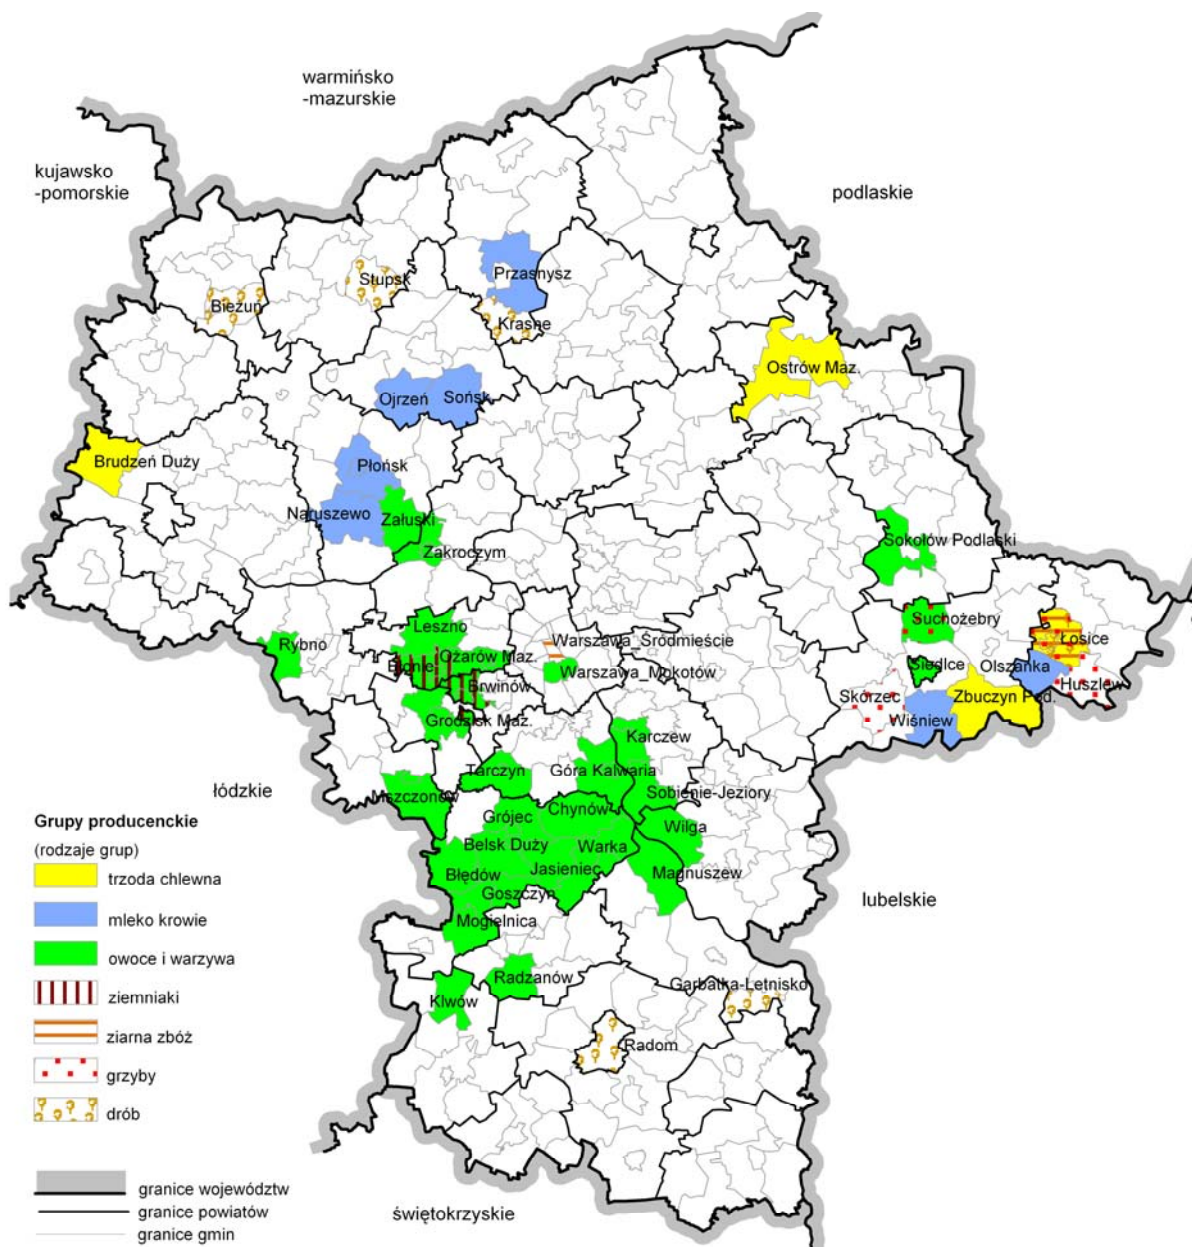 warmińsko
-mazurskie
kujawsko
-pomorskie
podlaskie
Przasnysz
Słupsk
Bieżuń
Krasne
Ostrów Maz.
Ojrzeń
Sońsk
Brudzeń Duży
Płońsk
Naruszewo
Załuski
Zakroczym
Sokołów Podlaski
Leszno
Suchożebry
Rybno
Warszawa_Śródmieście
Łosice
Błonie
Ożarów Maz.
Warszawa_Mokotów
Siedlce
Olszanka
Brwinów
Huszlew
Skórzec
Zbuczyn Pod.
Grodzisk Maz.
Wiśniew
Karczew
Tarczyn
Góra Kalwaria
łódzkie
Mszczonów
Sobienie-Jeziory
Chynów
Grójec
Wilga
Belsk Duży
Warka
Błędów
Jasieniec
Magnuszew
Goszczyn
lubelskie
Mogielnica
Radzanów
Garbatka-Letnisko
Klwów
Radom
Grupy producenckie
(rodzaje grup)
trzoda chlewna
mleko krowie
owoce i warzywa
ziemniaki
ziarna zbóż
grzyby
drób
granice województw
granice powiatów
granice gmin
świętokrzyskie